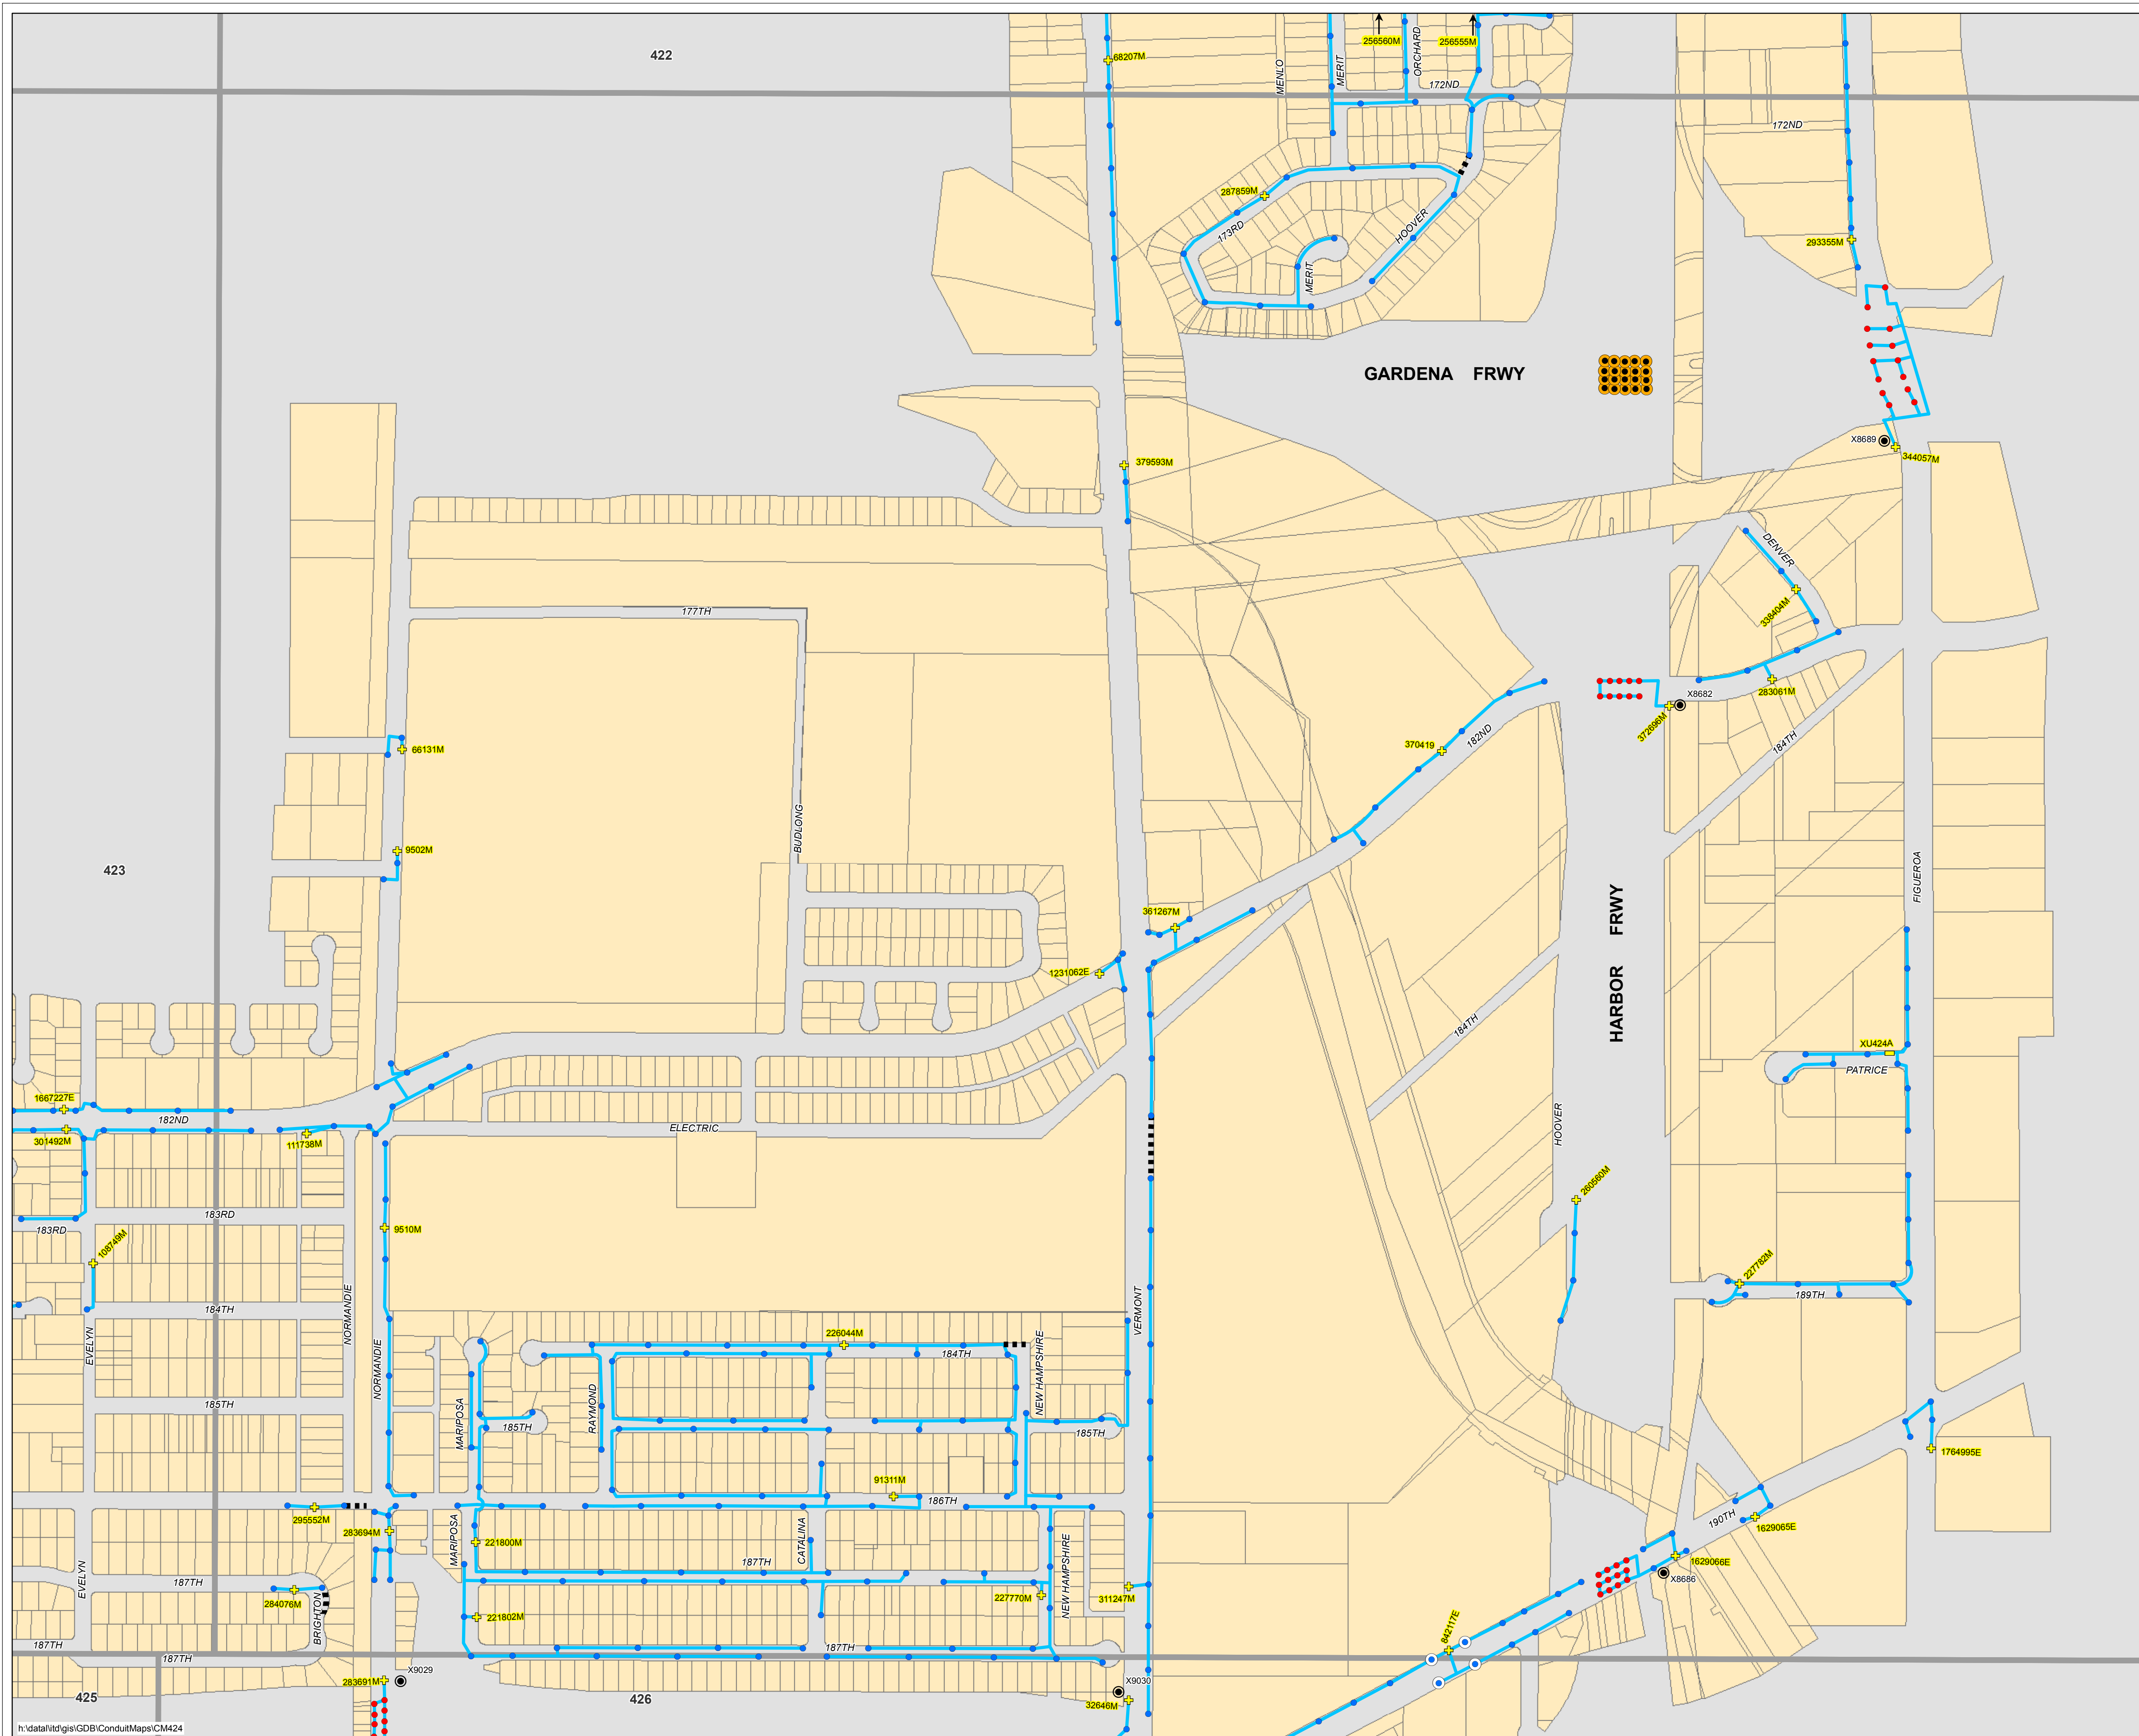 422
68207M
MENLO
MERIT
256560M
ORCHARD
256555M
172ND
172ND
287859M
173RD
HOOVER
MERIT
293355M
GARDENA FRWY
X8689
344057M
379593M
DENVER
338404M
177TH
283061M
X8682
372696M
184TH
370419
182ND
66131M
BUDLONG
9502M
423
FIGUEROA
361267M
HARBOR FRWY
1231062E
184TH
XU424A
PATRICE
1667227E
182ND
301492M
111738M
ELECTRIC
HOOVER
183RD
183RD
9510M
108749M
260560M
227782M
189TH
184TH
NORMANDIE
VERMONT
EVELYN
NORMANDIE
226044M
184TH
NEW HAMPSHIRE
185TH
MARIPOSA
185TH
RAYMOND
185TH
1764995E
91311M
186TH
295552M
283694M
MARIPOSA
221800M
CATALINA
187TH
NEW HAMPSHIRE
190TH
1629065E
1629066E
X8686
EVELYN
187TH
284076M
BRIGHTON
221802M
227770M
311247M
842117E
187TH
187TH
187TH
283691M
X9029
X9030
32646M
425
426
h:\data\itd\gis\GDB\ConduitMaps\CM424